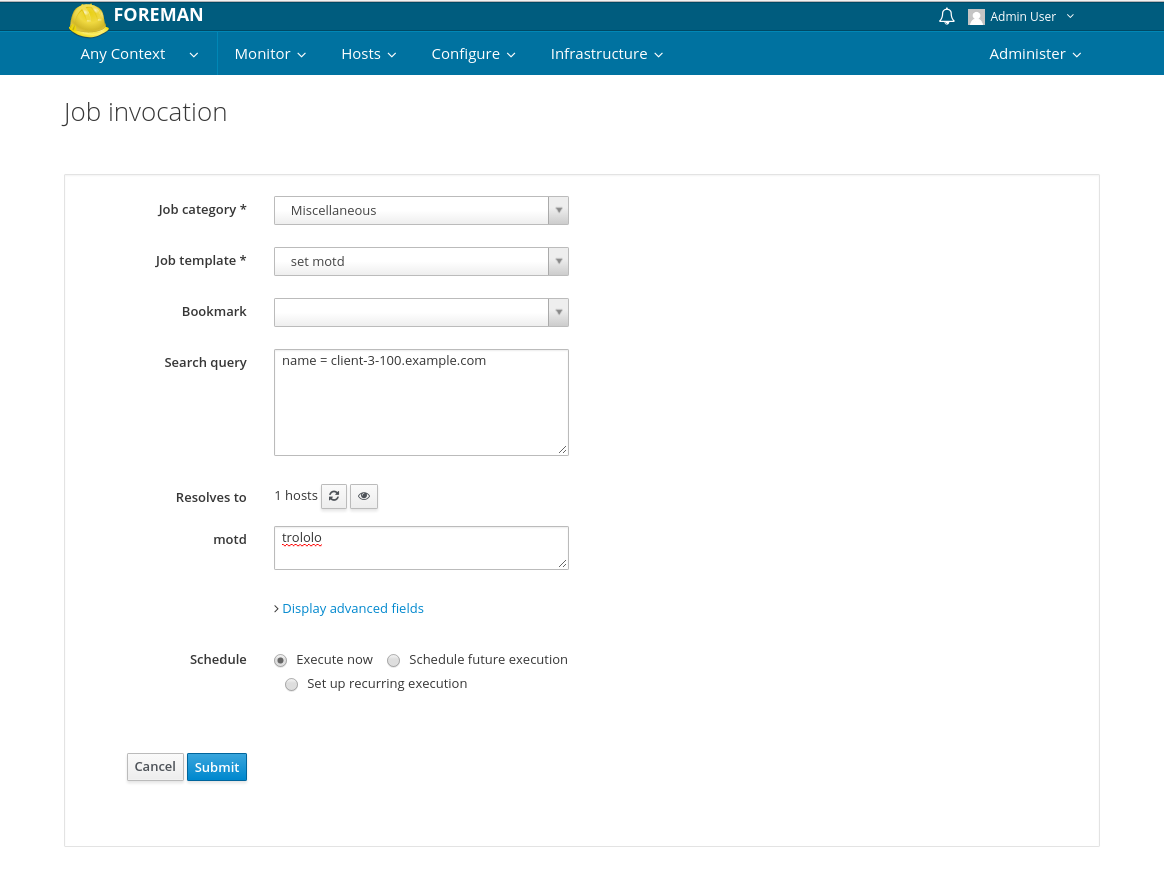 FOREMAN
Admin User
Any Context Monitor Hosts Configure Infrastructure Administer
Job invocation
Job category * Miscellaneous
Job template * set motd
Bookmark
Search query name = client-3-100.example.com
Resolves to 1 hosts
motd trololo
Display advanced fields
Schedule Execute now Schedule future execution
Set up recurring execution
Cancel Submit